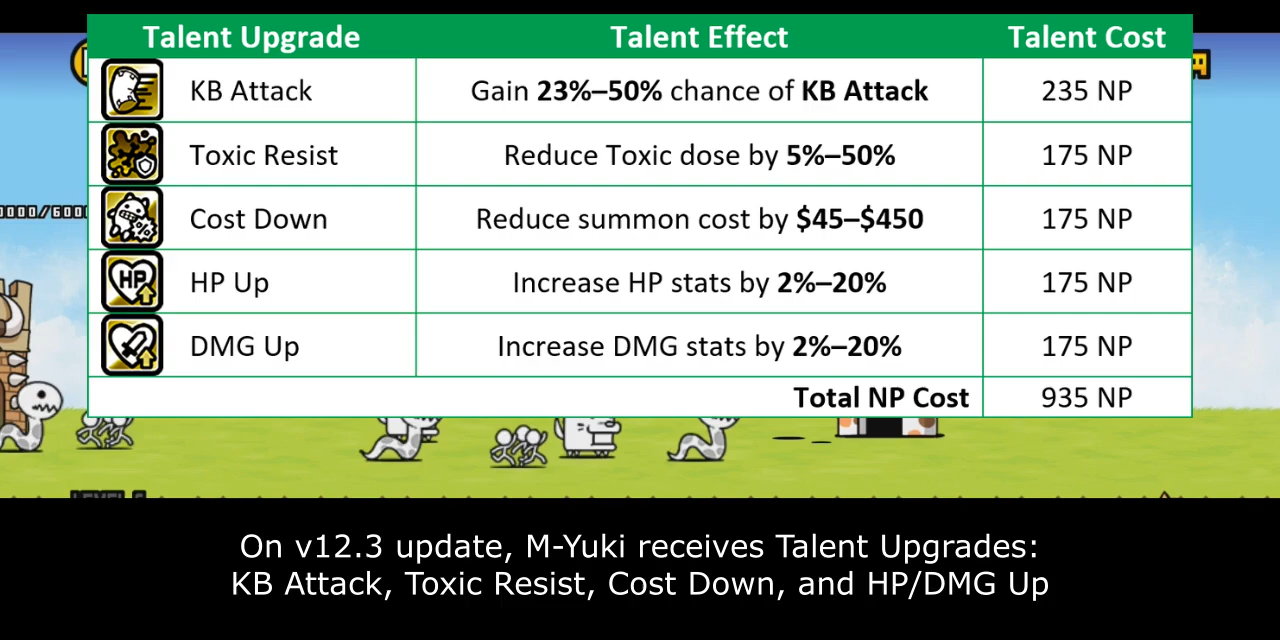 Talent Upgrade Talent Effect Talent Cost
KB Attack Gain 23%–50% chance of KB Attack 235 NP
Toxic Resist Reduce Toxic dose by 5%–50% 175 NP
Cost Down Reduce summon cost by $45–$450 175 NP
HP HP Up Increase HP stats by 2%–20% 175 NP
DMG Up Increase DMG stats by 2%–20% 175 NP
Total NP Cost 935 NP
On v12.3 update, M-Yuki receives Talent Upgrades:
KB Attack, Toxic Resist, Cost Down, and HP/DMG Up